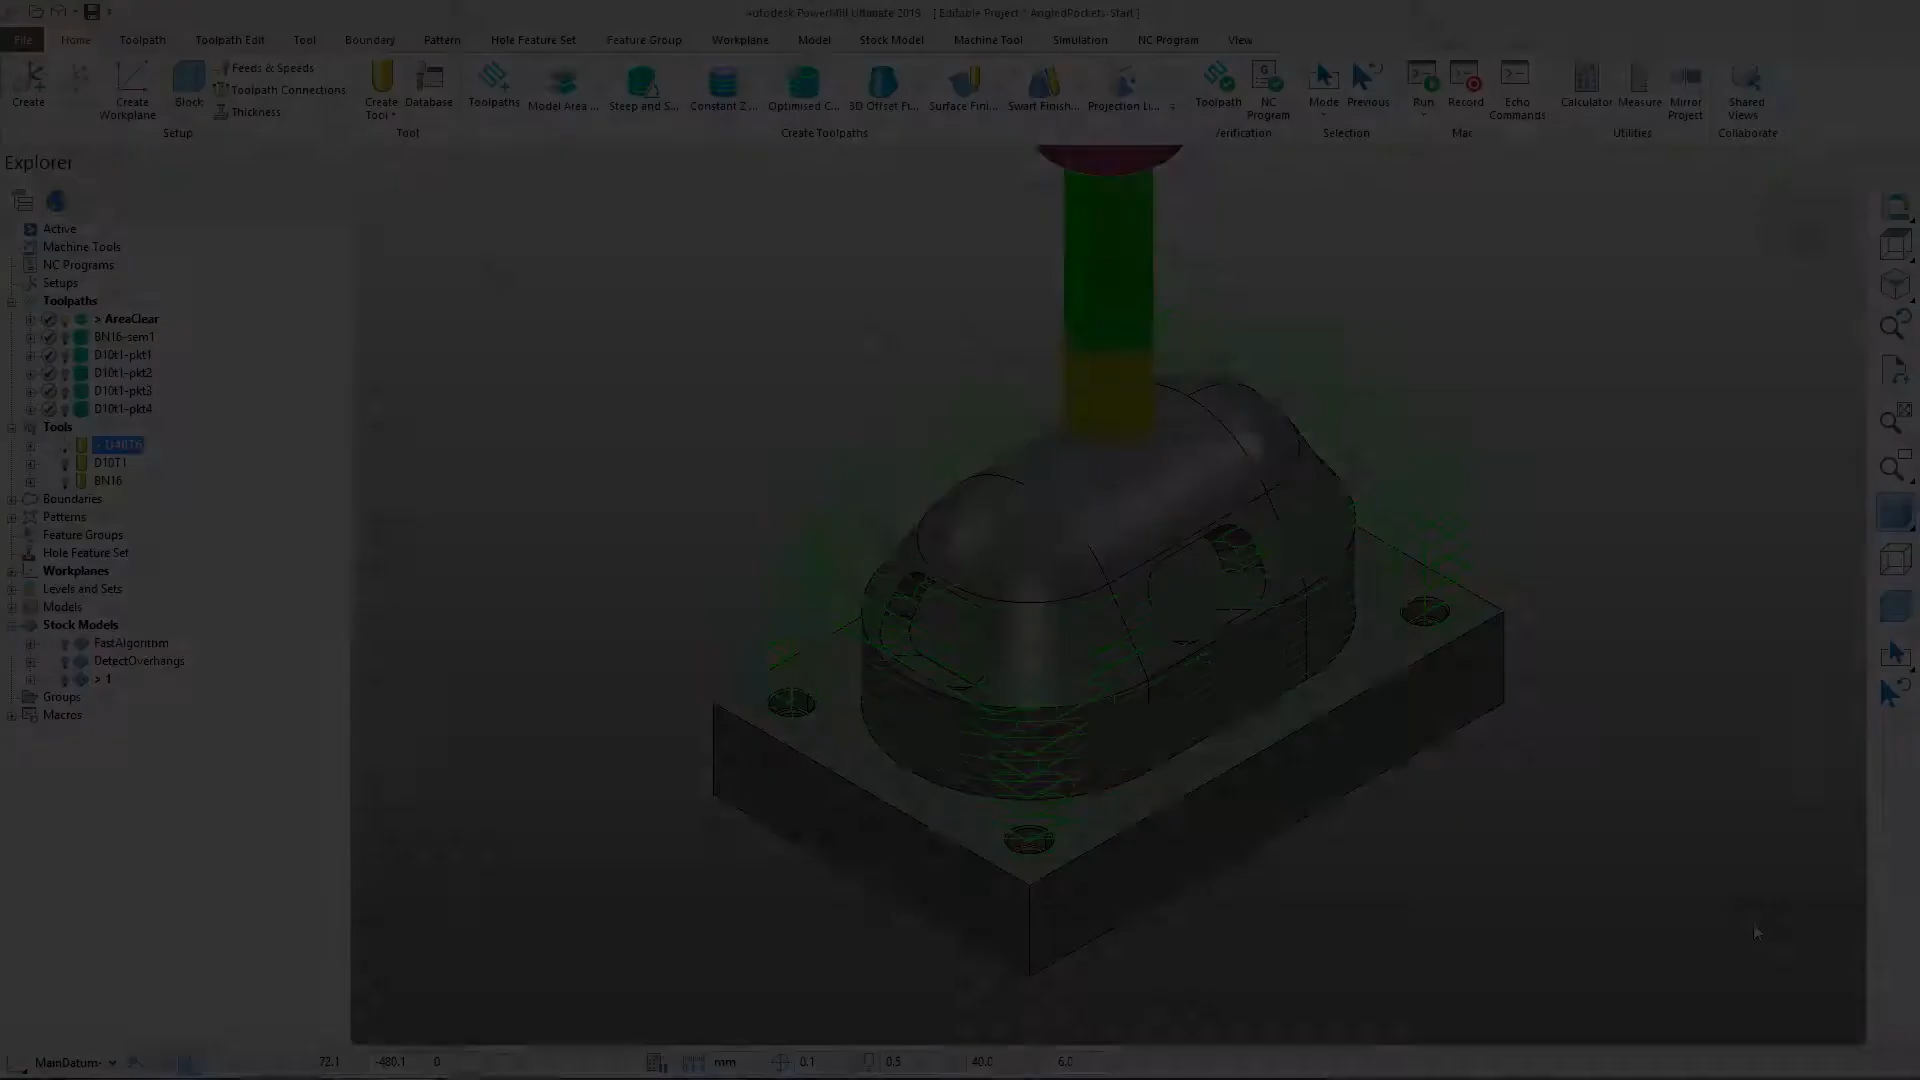 Autodesk PowerMill Ultimate 2019 [ Editable Project * AngledPockets-Start ]
File Home Toolpath Toolpath Edit Tool Boundary Pattern Hole Feature Set Feature Group Workplane Model Stock Model Machine Tool Simulation NC Program View
Create
Create Workplane
Block
Feeds & Speeds
Toolpath Connections
Thickness
Setup
Create Tool
Database
Tool
Toolpaths
Model Area ...
Steep and S...
Constant Z ...
Optimised C...
3D Offset Fi...
Surface Fini...
Swarf Finish...
Projection Li...
Create Toolpaths
Toolpath
NC Program
Verification
Mode
Previous
Selection
Run
Record
Echo Commands
Mac
Calculator
Measure
Mirror Project
Utilities
Shared Views
Collaborate
Explorer
Active
Machine Tools
NC Programs
Setups
Toolpaths
> AreaClear
BN16-sem1
D10t1-pkt1
D10t1-pkt2
D10t1-pkt3
D10t1-pkt4
Tools
> D40T6
D10T1
BN16
Boundaries
Patterns
Feature Groups
Hole Feature Set
Workplanes
Levels and Sets
Models
Stock Models
FastAlgorithm
DetectOverhangs
> 1
Groups
Macros
MainDatum- 72.1 -480.1 0 mm 0.1 0.5 40.0 6.0